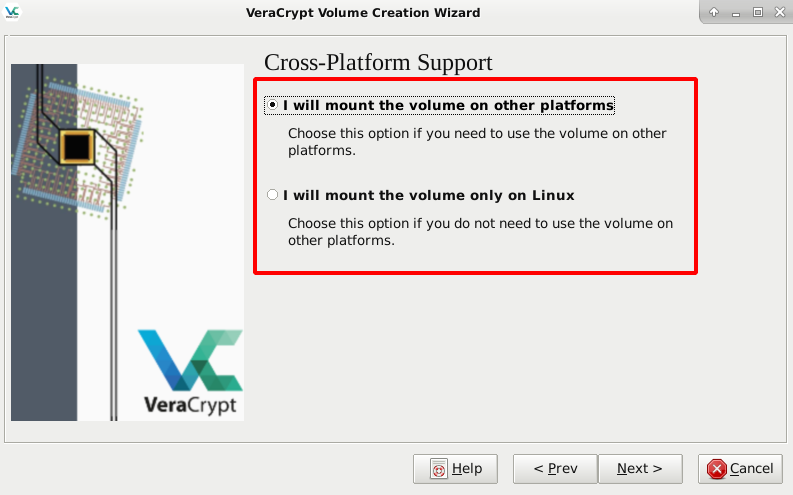 VeraCrypt Volume Creation Wizard
Cross-Platform Support
I will mount the volume on other platforms
Choose this option if you need to use the volume on other
platforms.
I will mount the volume only on Linux
Choose this option if you do not need to use the volume on
other platforms.
VeraCrypt
Help
< Prev
Next >
Cancel